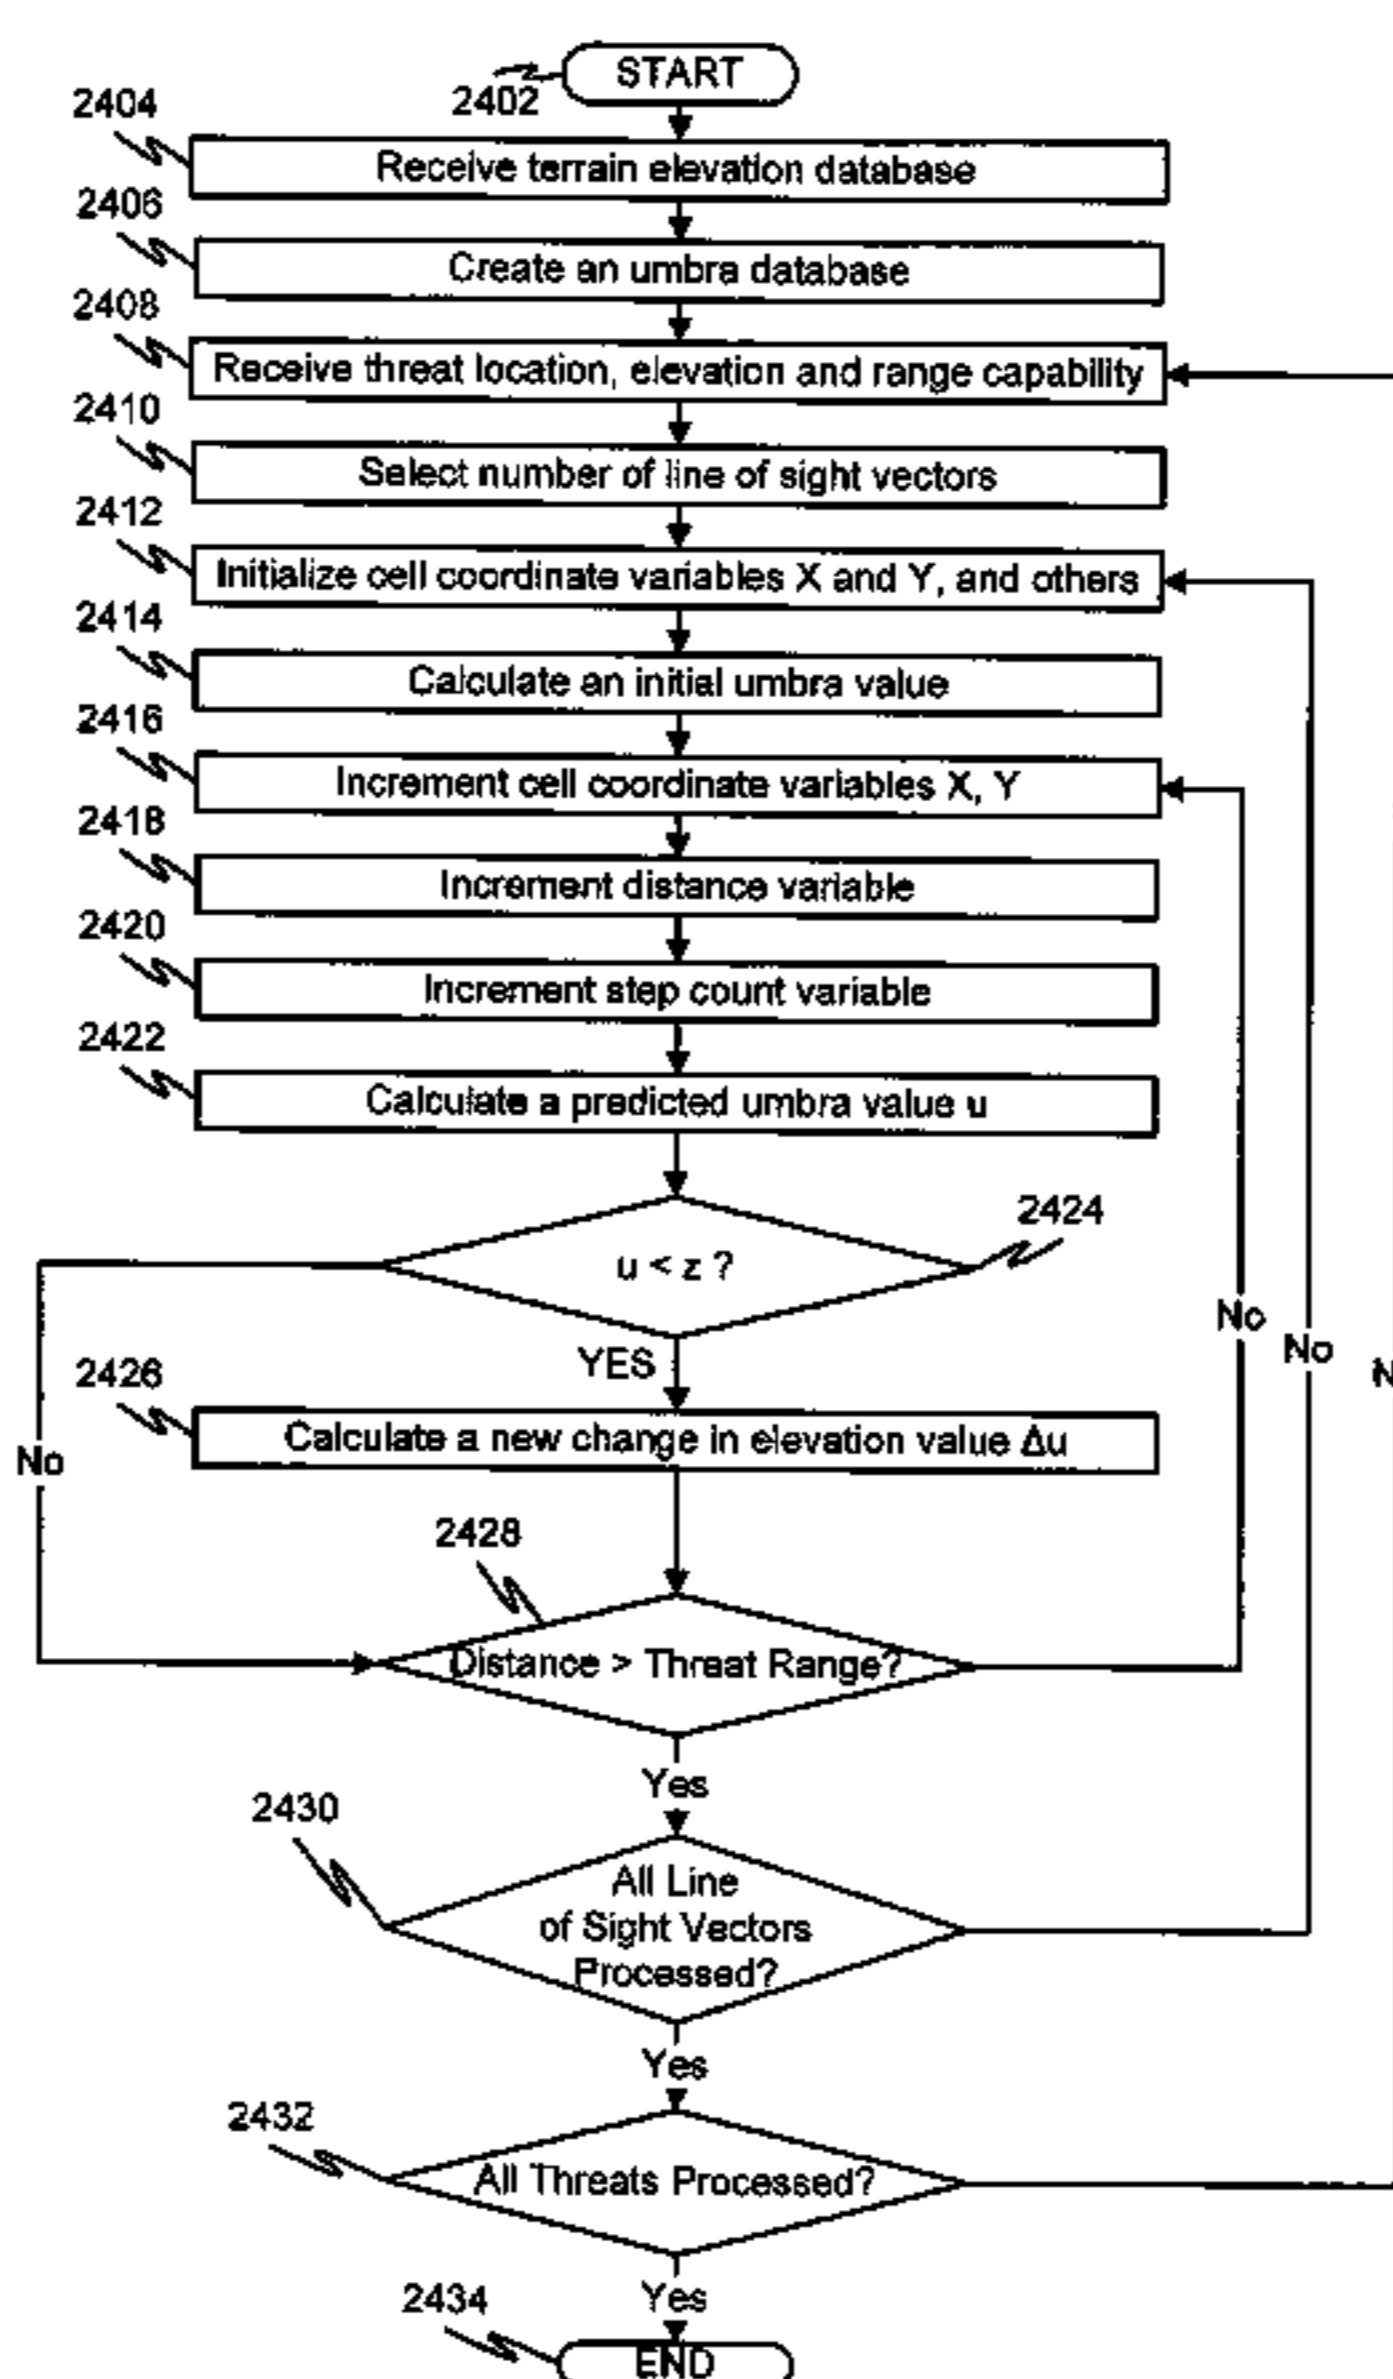 START
2402
2404
Receive terrain elevation database
2406
Create an umbra database
2408
Receive threat location, elevation and range capability
2410
Select number of line of sight vectors
2412
Initialize cell coordinate variables X and Y, and others
2414
Calculate an initial umbra value
2416
Increment cell coordinate variables X, Y
2418
Increment distance variable
2420
Increment step count variable
2422
Calculate a predicted umbra value u
2424
u < z ?
No
No
YES
2426
Calculate a new change in elevation value Δu
No
2428
Distance > Threat Range?
Yes
2430
All Line
of Sight Vectors
Processed?
Yes
2432
All Threats Processed?
Yes
2434
END